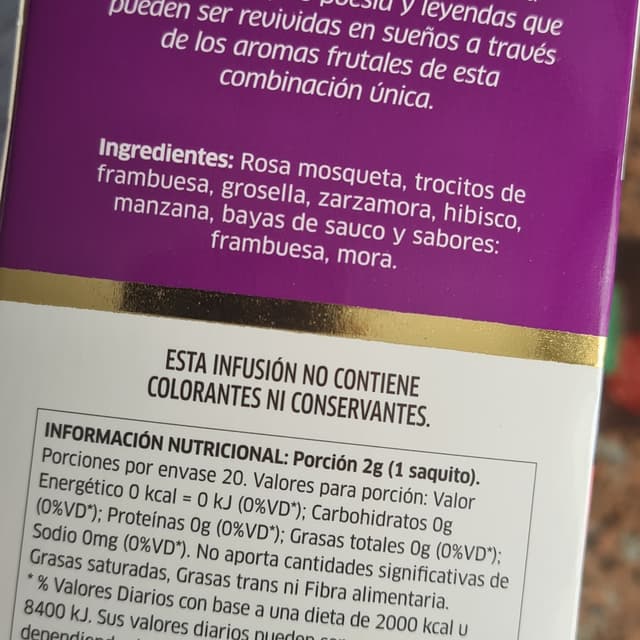 poesía y leyendas que
pueden ser revividas en sueños a través
de los aromas frutales de esta
combinación única.
Ingredientes: Rosa mosqueta, trocitos de
frambuesa, grosella, zarzamora, hibisco,
manzana, bayas de sauco y sabores:
frambuesa, mora.
ESTA INFUSIÓN NO CONTIENE
COLORANTES NI CONSERVANTES.
INFORMACIÓN NUTRICIONAL: Porción 2g (1 saquito).
Porciones por envase 20. Valores para porción: Valor
Energético 0 kcal = 0 kJ (0%VD*); Carbohidratos 0g
(0%VD*); Proteínas 0g (0%VD*); Grasas totales 0g (0%VD*);
Sodio 0mg (0%VD*). No aporta cantidades significativas de
Grasas saturadas, Grasas trans ni Fibra alimentaria.
* % Valores Diarios con base a una dieta de 2000 kcal u
8400 kJ. Sus valores diarios pueden